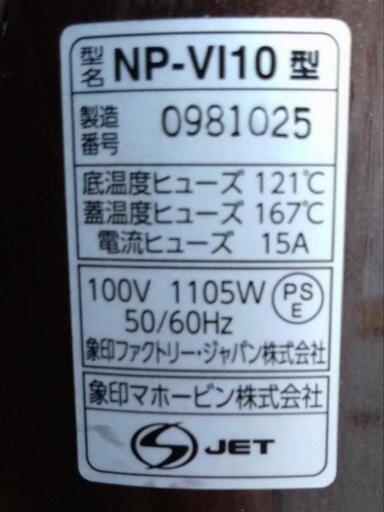 型名 NP-VI10 型
製造番号 0981025
底温度ヒューズ 121℃
蓋温度ヒューズ 167℃
電流ヒューズ 15A
100V 1105W PSE
50/60Hz
象印ファクトリー・ジャパン株式会社
象印マホービン株式会社
S JET